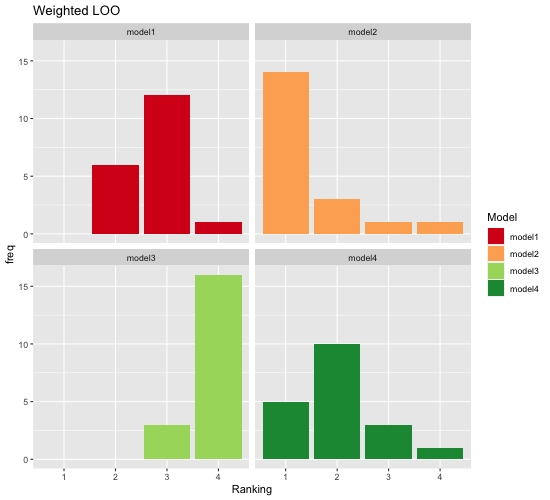 Weighted LOO
model1 model2
15
10
5
0
freq
model3 model4
15
10
5
0
1 2 3 4 1 2 3 4
Ranking
Model
model1
model2
model3
model4